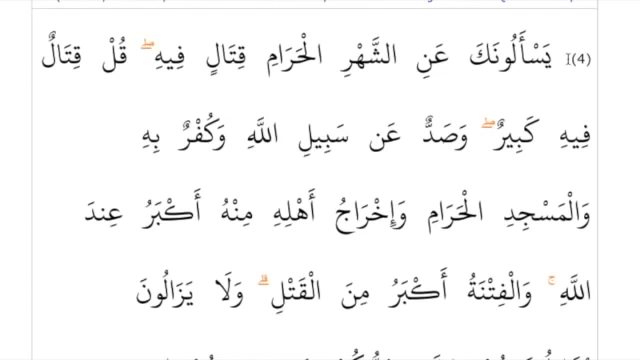 (4) يَسْأَلُونَكَ عَنِ الشَّهْرِ الْحَرَامِ قِتَالٍ فِيهِ ۖ قُلْ قِتَالٌ
فِيهِ كَبِيرٌ ۖ وَصَدٌّ عَن سَبِيلِ اللَّهِ وَكُفْرٌ بِهِ
وَالْمَسْجِدِ الْحَرَامِ وَإِخْرَاجُ أَهْلِهِ مِنْهُ أَكْبَرُ عِندَ
اللَّهِ ۚ وَالْفِتْنَةُ أَكْبَرُ مِنَ الْقَتْلِ ۗ وَلَا يَزَالُونَ